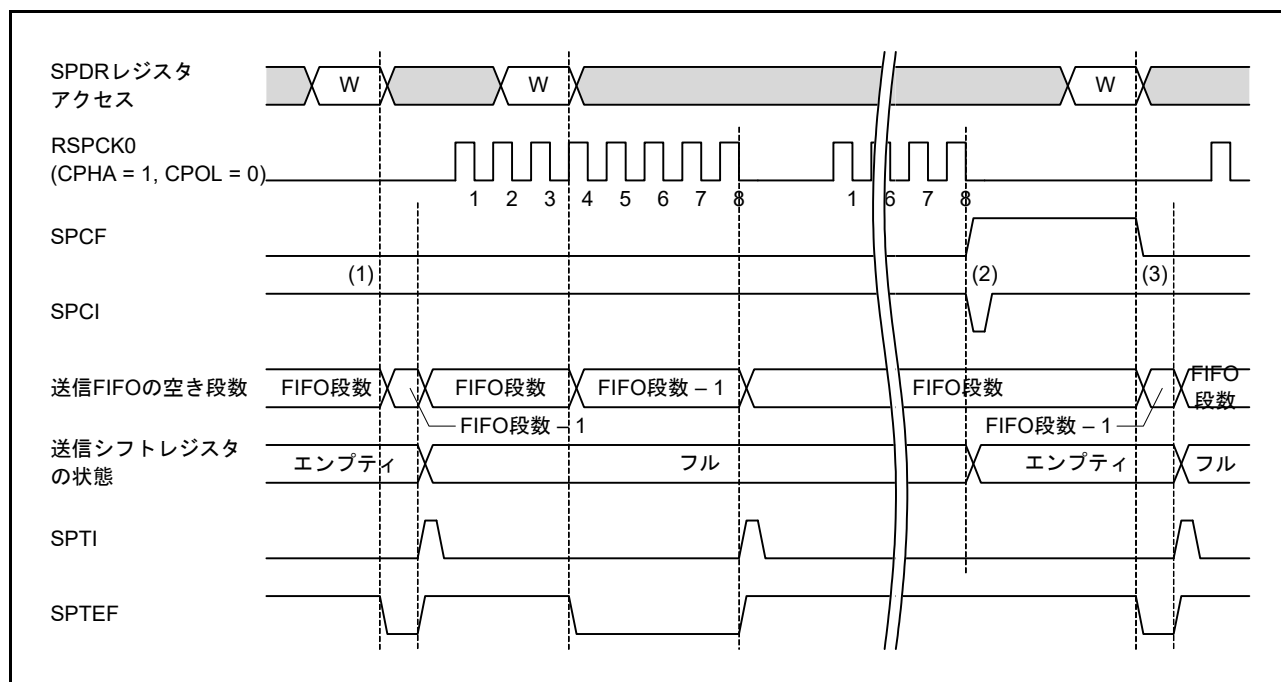 SPDRレジスタ
アクセス
W
W
W
RSPCK0
(CPHA = 1, CPOL = 0)
1 2 3 4 5 6 7 8 1 6 7 8
SPCF
(1) (2) (3)
SPCI
送信FIFOの空き段数
FIFO段数
FIFO段数
FIFO段数 – 1
FIFO段数
FIFO
段数
FIFO段数 – 1
FIFO段数 – 1
送信シフトレジスタ
の状態
エンプティ
フル
エンプティ
フル
SPTI
SPTEF